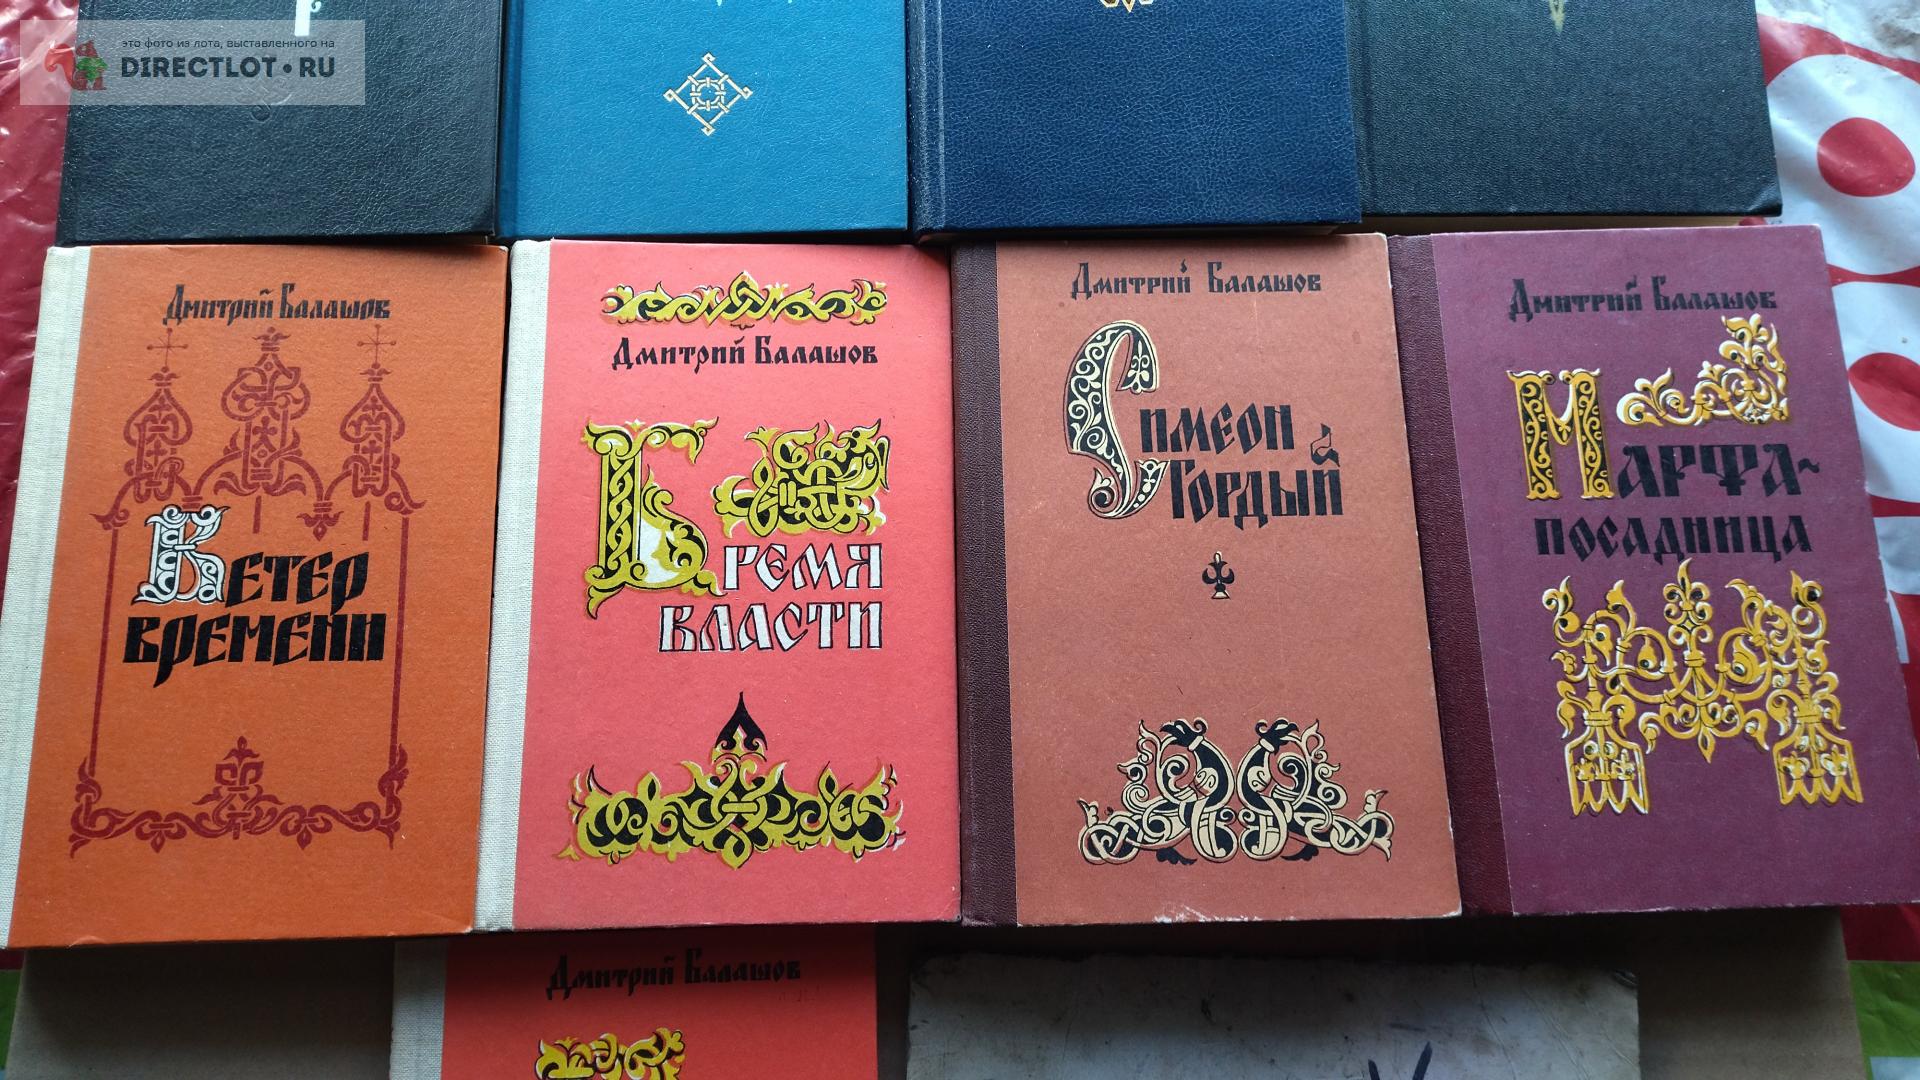 это фото из лота, выставленного на
DIRECTLOT•RU
Дмитрий Балашов
Ветер
времени
Дмитрий Балашов
Бремя
власти
Дмитрий Балашов
Симеон
Гордый
Дмитрий Балашов
Марфа-
посадница
Дмитрий Балашов